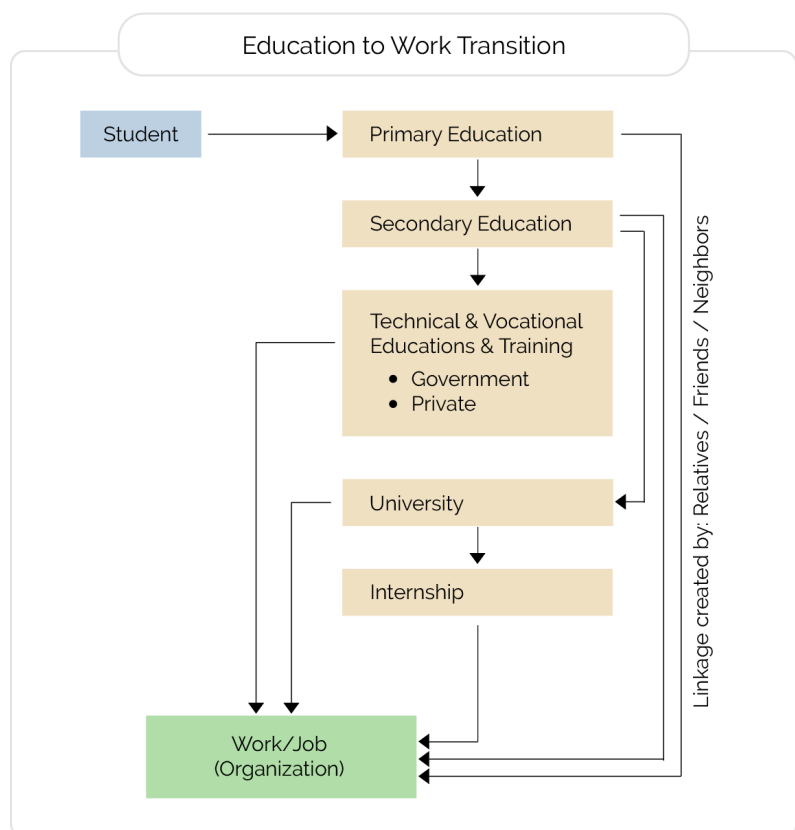 Education to Work Transition
Student
Primary Education
Secondary Education
Technical & Vocational
Educations & Training
• Government
• Private
University
Internship
Work/Job
(Organization)
Linkage created by: Relatives / Friends / Neighbors